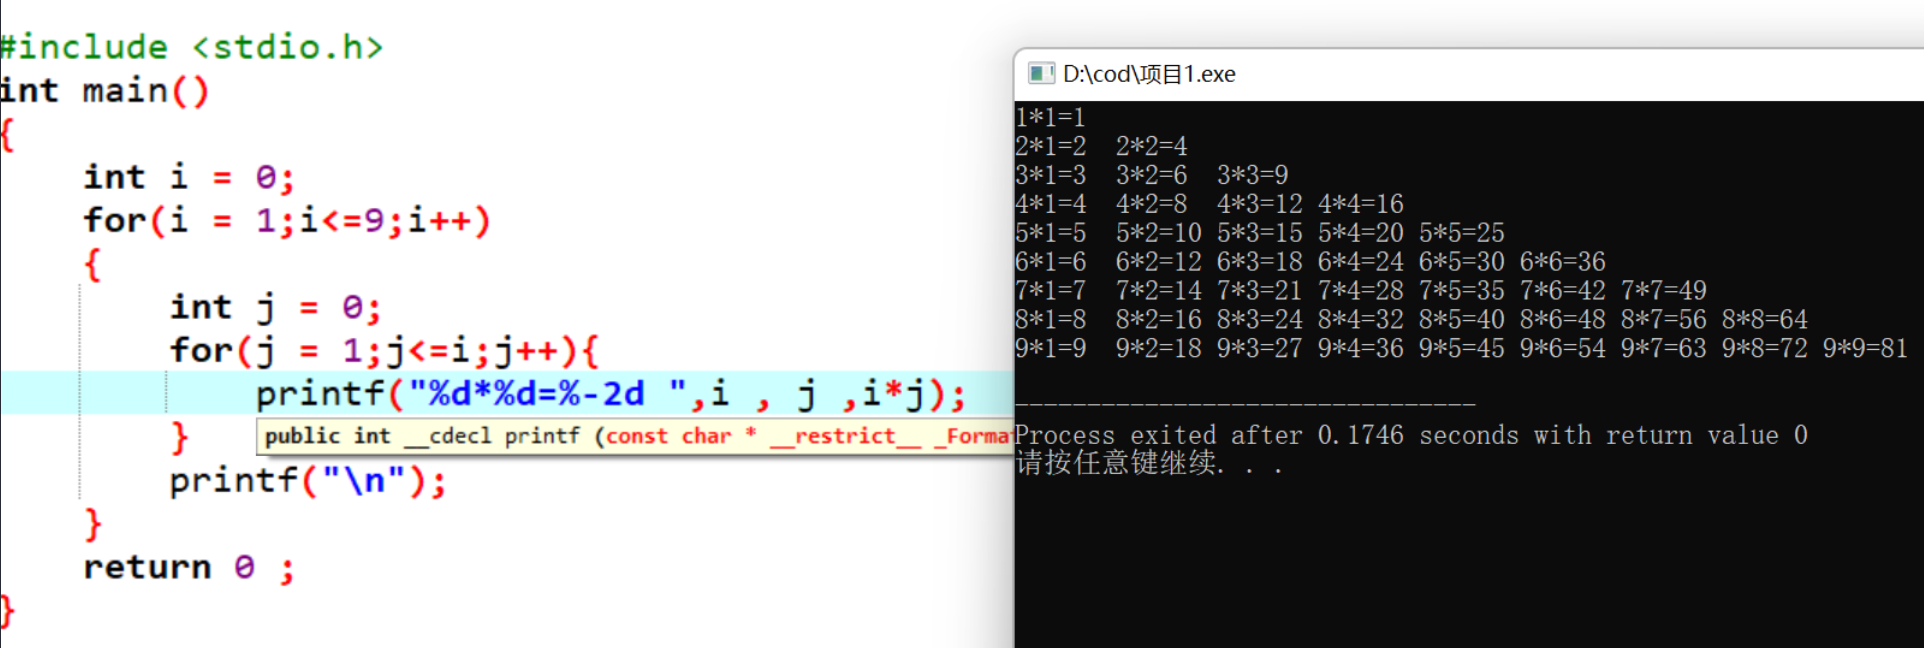 #include <stdio.h>
int main()
{
int i = 0;
for(i = 1;i<=9;i++)
{
int j = 0;
for(j = 1;j<=i;j++){
printf("%d*%d=%-2d ",i , j ,i*j);
}
public int __cdecl printf (const char * __restrict__ _Format
printf("\n");
}
return 0 ;
}
D:\cod\项目1.exe
1*1=1
2*1=2  2*2=4
3*1=3  3*2=6  3*3=9
4*1=4  4*2=8  4*3=12 4*4=16
5*1=5  5*2=10 5*3=15 5*4=20 5*5=25
6*1=6  6*2=12 6*3=18 6*4=24 6*5=30 6*6=36
7*1=7  7*2=14 7*3=21 7*4=28 7*5=35 7*6=42 7*7=49
8*1=8  8*2=16 8*3=24 8*4=32 8*5=40 8*6=48 8*7=56 8*8=64
9*1=9  9*2=18 9*3=27 9*4=36 9*5=45 9*6=54 9*7=63 9*8=72 9*9=81
--------------------------------
Process exited after 0.1746 seconds with return value 0
请按任意键继续. . .